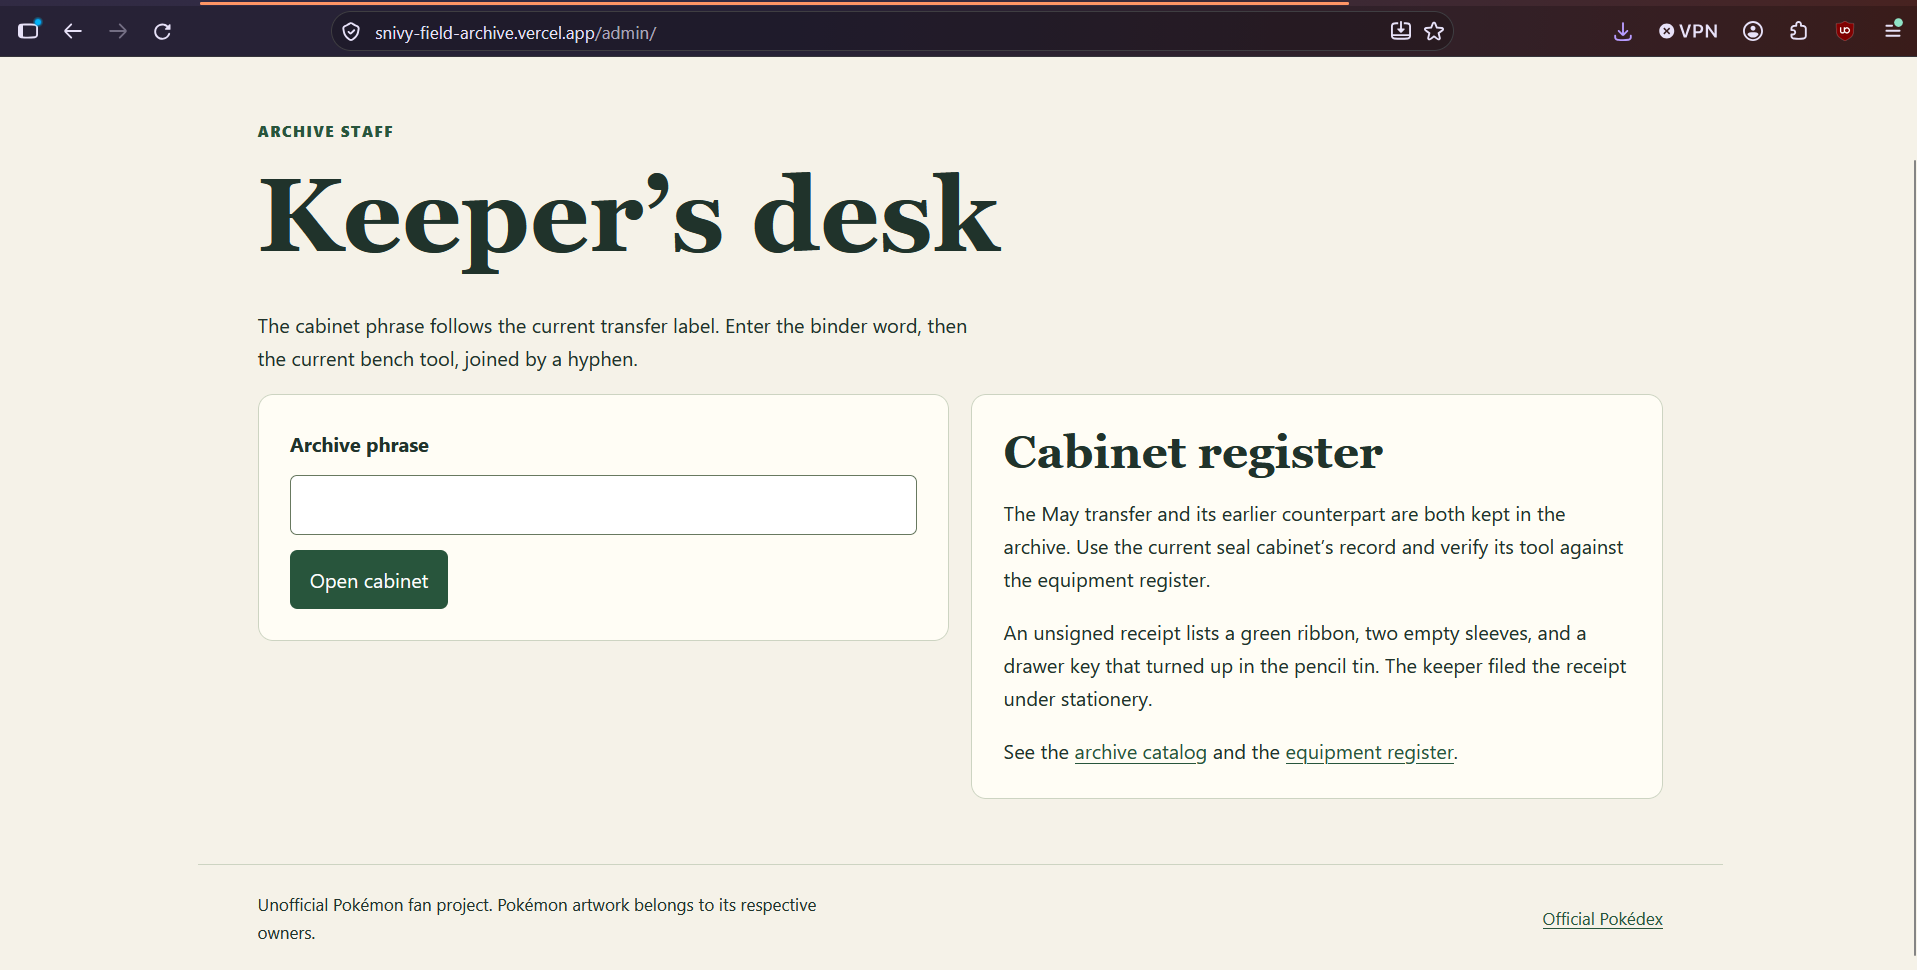 snivy-field-archive.vercel.app/admin/
VPN
ARCHIVE STAFF
Keeper’s desk
The cabinet phrase follows the current transfer label. Enter the binder word, then
the current bench tool, joined by a hyphen.
Archive phrase
Open cabinet
Cabinet register
The May transfer and its earlier counterpart are both kept in the
archive. Use the current seal cabinet’s record and verify its tool against
the equipment register.
An unsigned receipt lists a green ribbon, two empty sleeves, and a
drawer key that turned up in the pencil tin. The keeper filed the receipt
under stationery.
See the archive catalog and the equipment register.
Unofficial Pokémon fan project. Pokémon artwork belongs to its respective
owners.
Official Pokédex